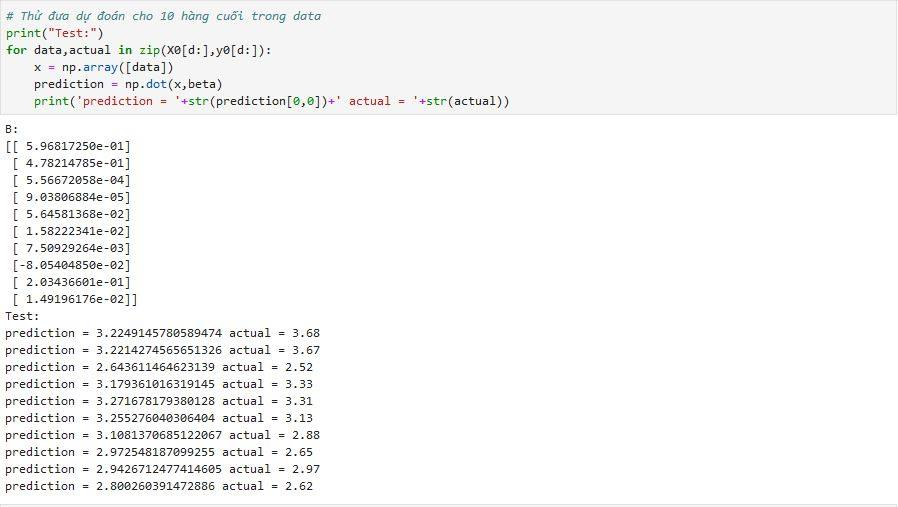 # Thử đưa dự đoán cho 10 hàng cuối trong data
print("Test:")
for data,actual in zip(X0[d:],y0[d:]):
    x = np.array([data])
    prediction = np.dot(x,beta)
    print('prediction = '+str(prediction[0,0])+' actual = '+str(actual))
B:
[[ 5.96817250e-01]
 [ 4.78214785e-01]
 [ 5.56672058e-04]
 [ 9.03806884e-05]
 [ 5.64581368e-02]
 [ 1.58222341e-02]
 [ 7.50929264e-03]
 [-8.05404850e-02]
 [ 2.03436601e-01]
 [ 1.49196176e-02]]
Test:
prediction = 3.2249145780589474 actual = 3.68
prediction = 3.2214274565651326 actual = 3.67
prediction = 2.643611464623139 actual = 2.52
prediction = 3.179361016319145 actual = 3.33
prediction = 3.271678179380128 actual = 3.31
prediction = 3.255276040306404 actual = 3.13
prediction = 3.1081370685122067 actual = 2.88
prediction = 2.972548187099255 actual = 2.65
prediction = 2.9426712477414605 actual = 2.97
prediction = 2.800260391472886 actual = 2.62